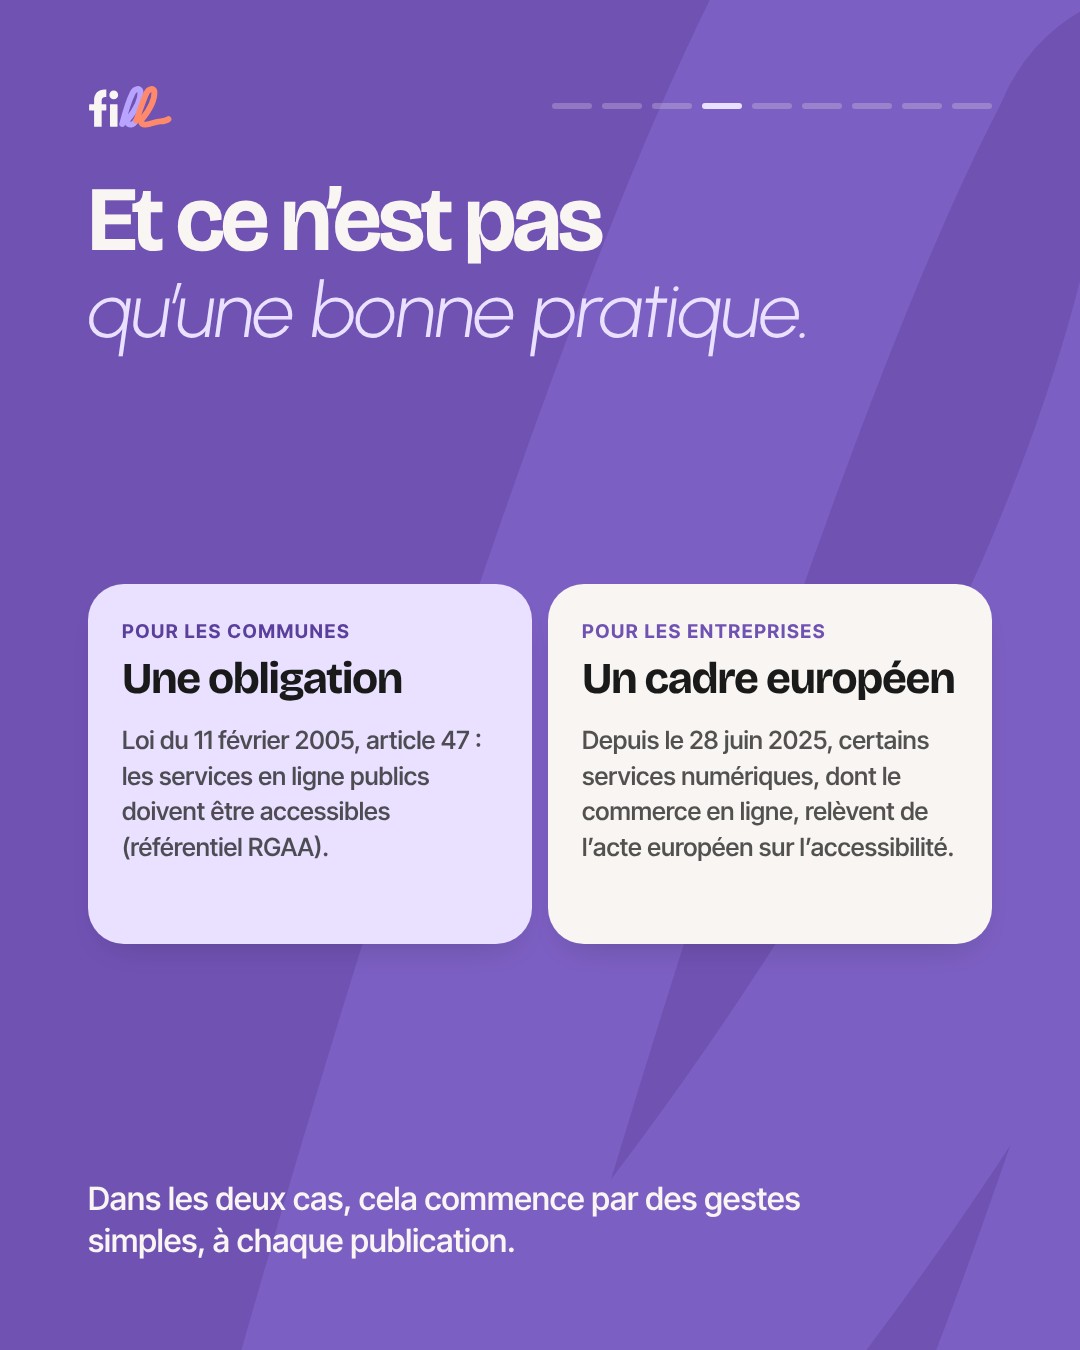 fill
Et ce n’est pas
qu’une bonne pratique.
POUR LES COMMUNES
Une obligation
Loi du 11 février 2005, article 47 :
les services en ligne publics
doivent être accessibles
(référentiel RGAA).
POUR LES ENTREPRISES
Un cadre européen
Depuis le 28 juin 2025, certains
services numériques, dont le
commerce en ligne, relèvent de
l’acte européen sur l’accessibilité.
Dans les deux cas, cela commence par des gestes
simples, à chaque publication.